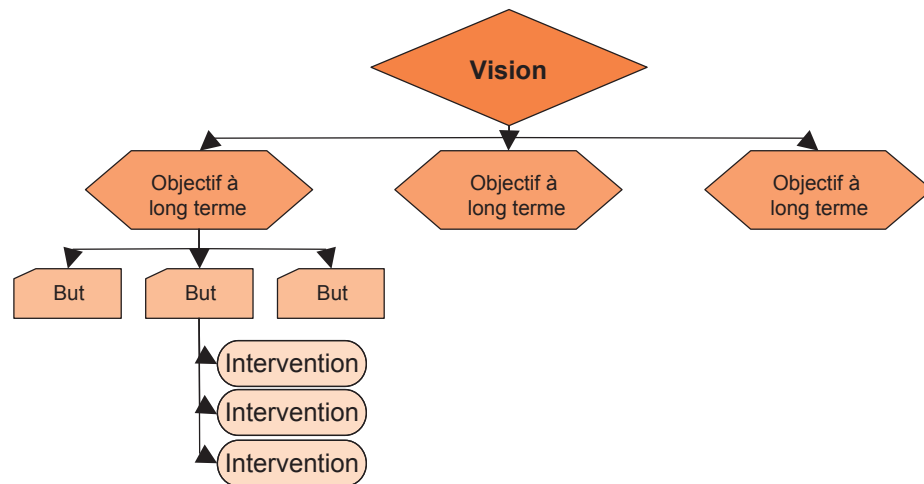 Vision
Objectif à
long terme
Objectif à
long terme
Objectif à
long terme
But
But
But
Intervention
Intervention
Intervention